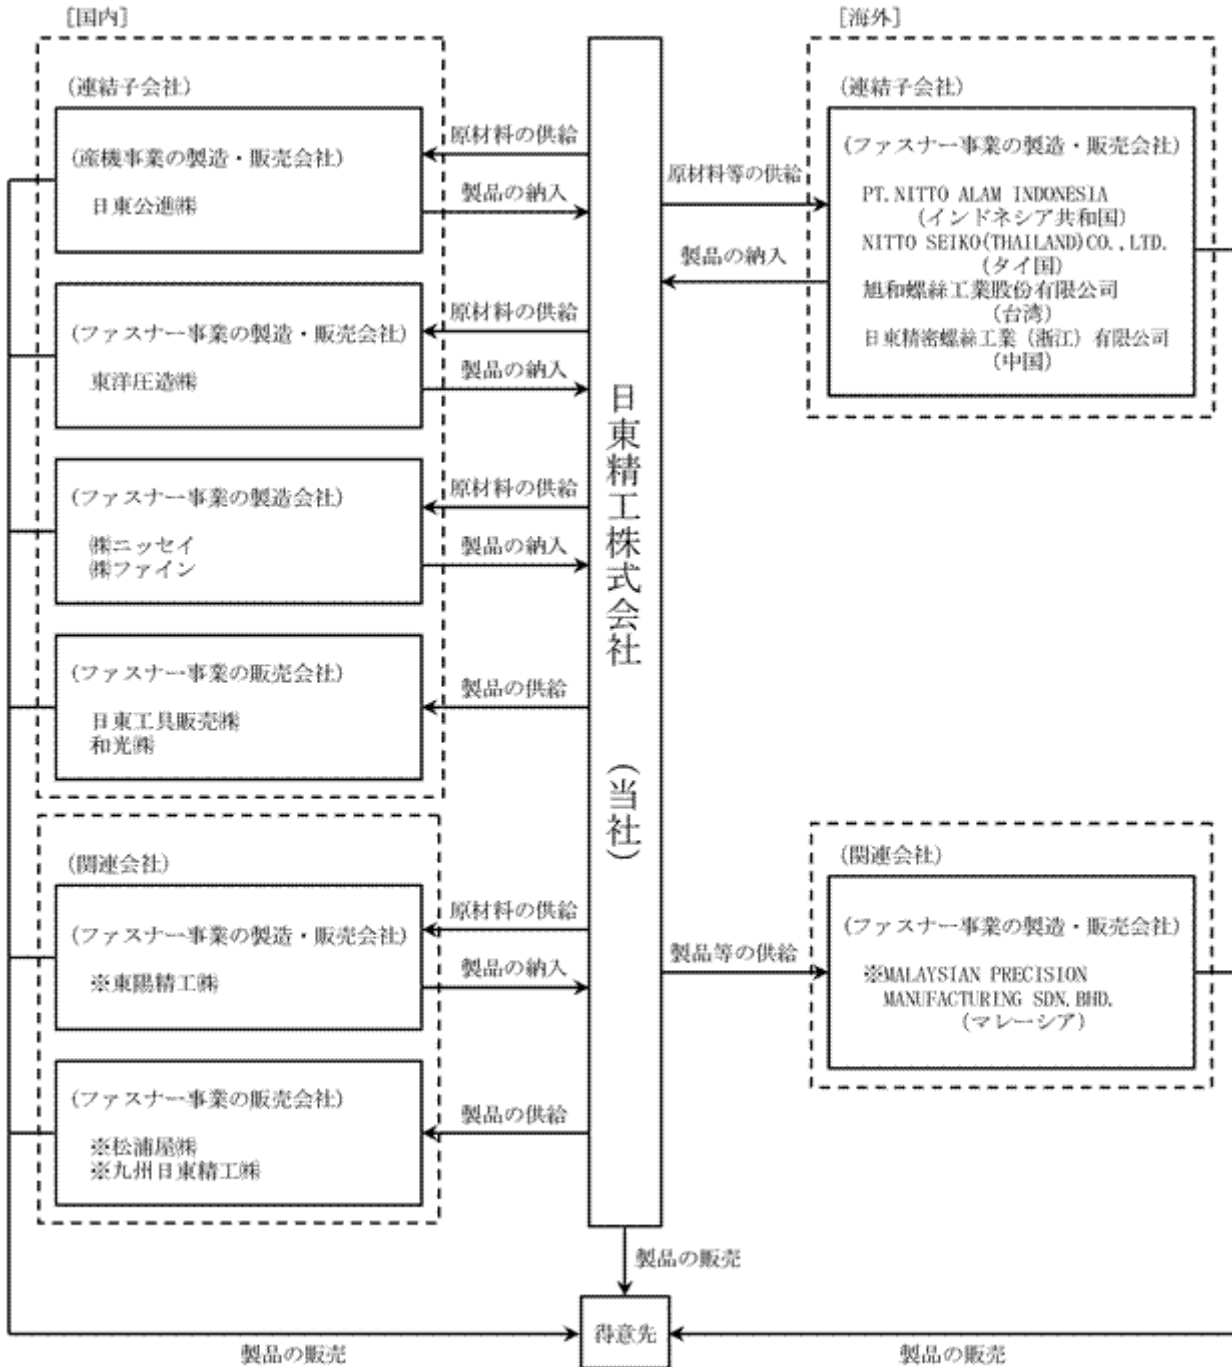 [国内]
(連結子会社)
(産機事業の製造・販売会社)
日東公進㈱
原材料の供給
製品の納入
(ファスナー事業の製造・販売会社)
東洋圧造㈱
原材料の供給
製品の納入
(ファスナー事業の製造会社)
㈱ニッセイ
㈱ファイン
原材料の供給
製品の納入
(ファスナー事業の販売会社)
日東工具販売㈱
和光㈱
製品の供給
(関連会社)
(ファスナー事業の製造・販売会社)
※東陽精工㈱
原材料の供給
製品の納入
(ファスナー事業の販売会社)
※松浦屋㈱
※九州日東精工㈱
製品の供給
日東精工株式会社(当社)
[海外]
(連結子会社)
(ファスナー事業の製造・販売会社)
PT.NITTO ALAM INDONESIA
(インドネシア共和国)
NITTO SEIKO(THAILAND)CO.,LTD.
(タイ国)
旭和螺絲工業股份有限公司
(台湾)
日東精密螺絲工業(浙江)有限公司
(中国)
原材料等の供給
製品の納入
(関連会社)
(ファスナー事業の製造・販売会社)
※MALAYSIAN PRECISION
MANUFACTURING SDN.BHD.
(マレーシア)
製品等の供給
製品の販売
得意先
製品の販売
製品の販売